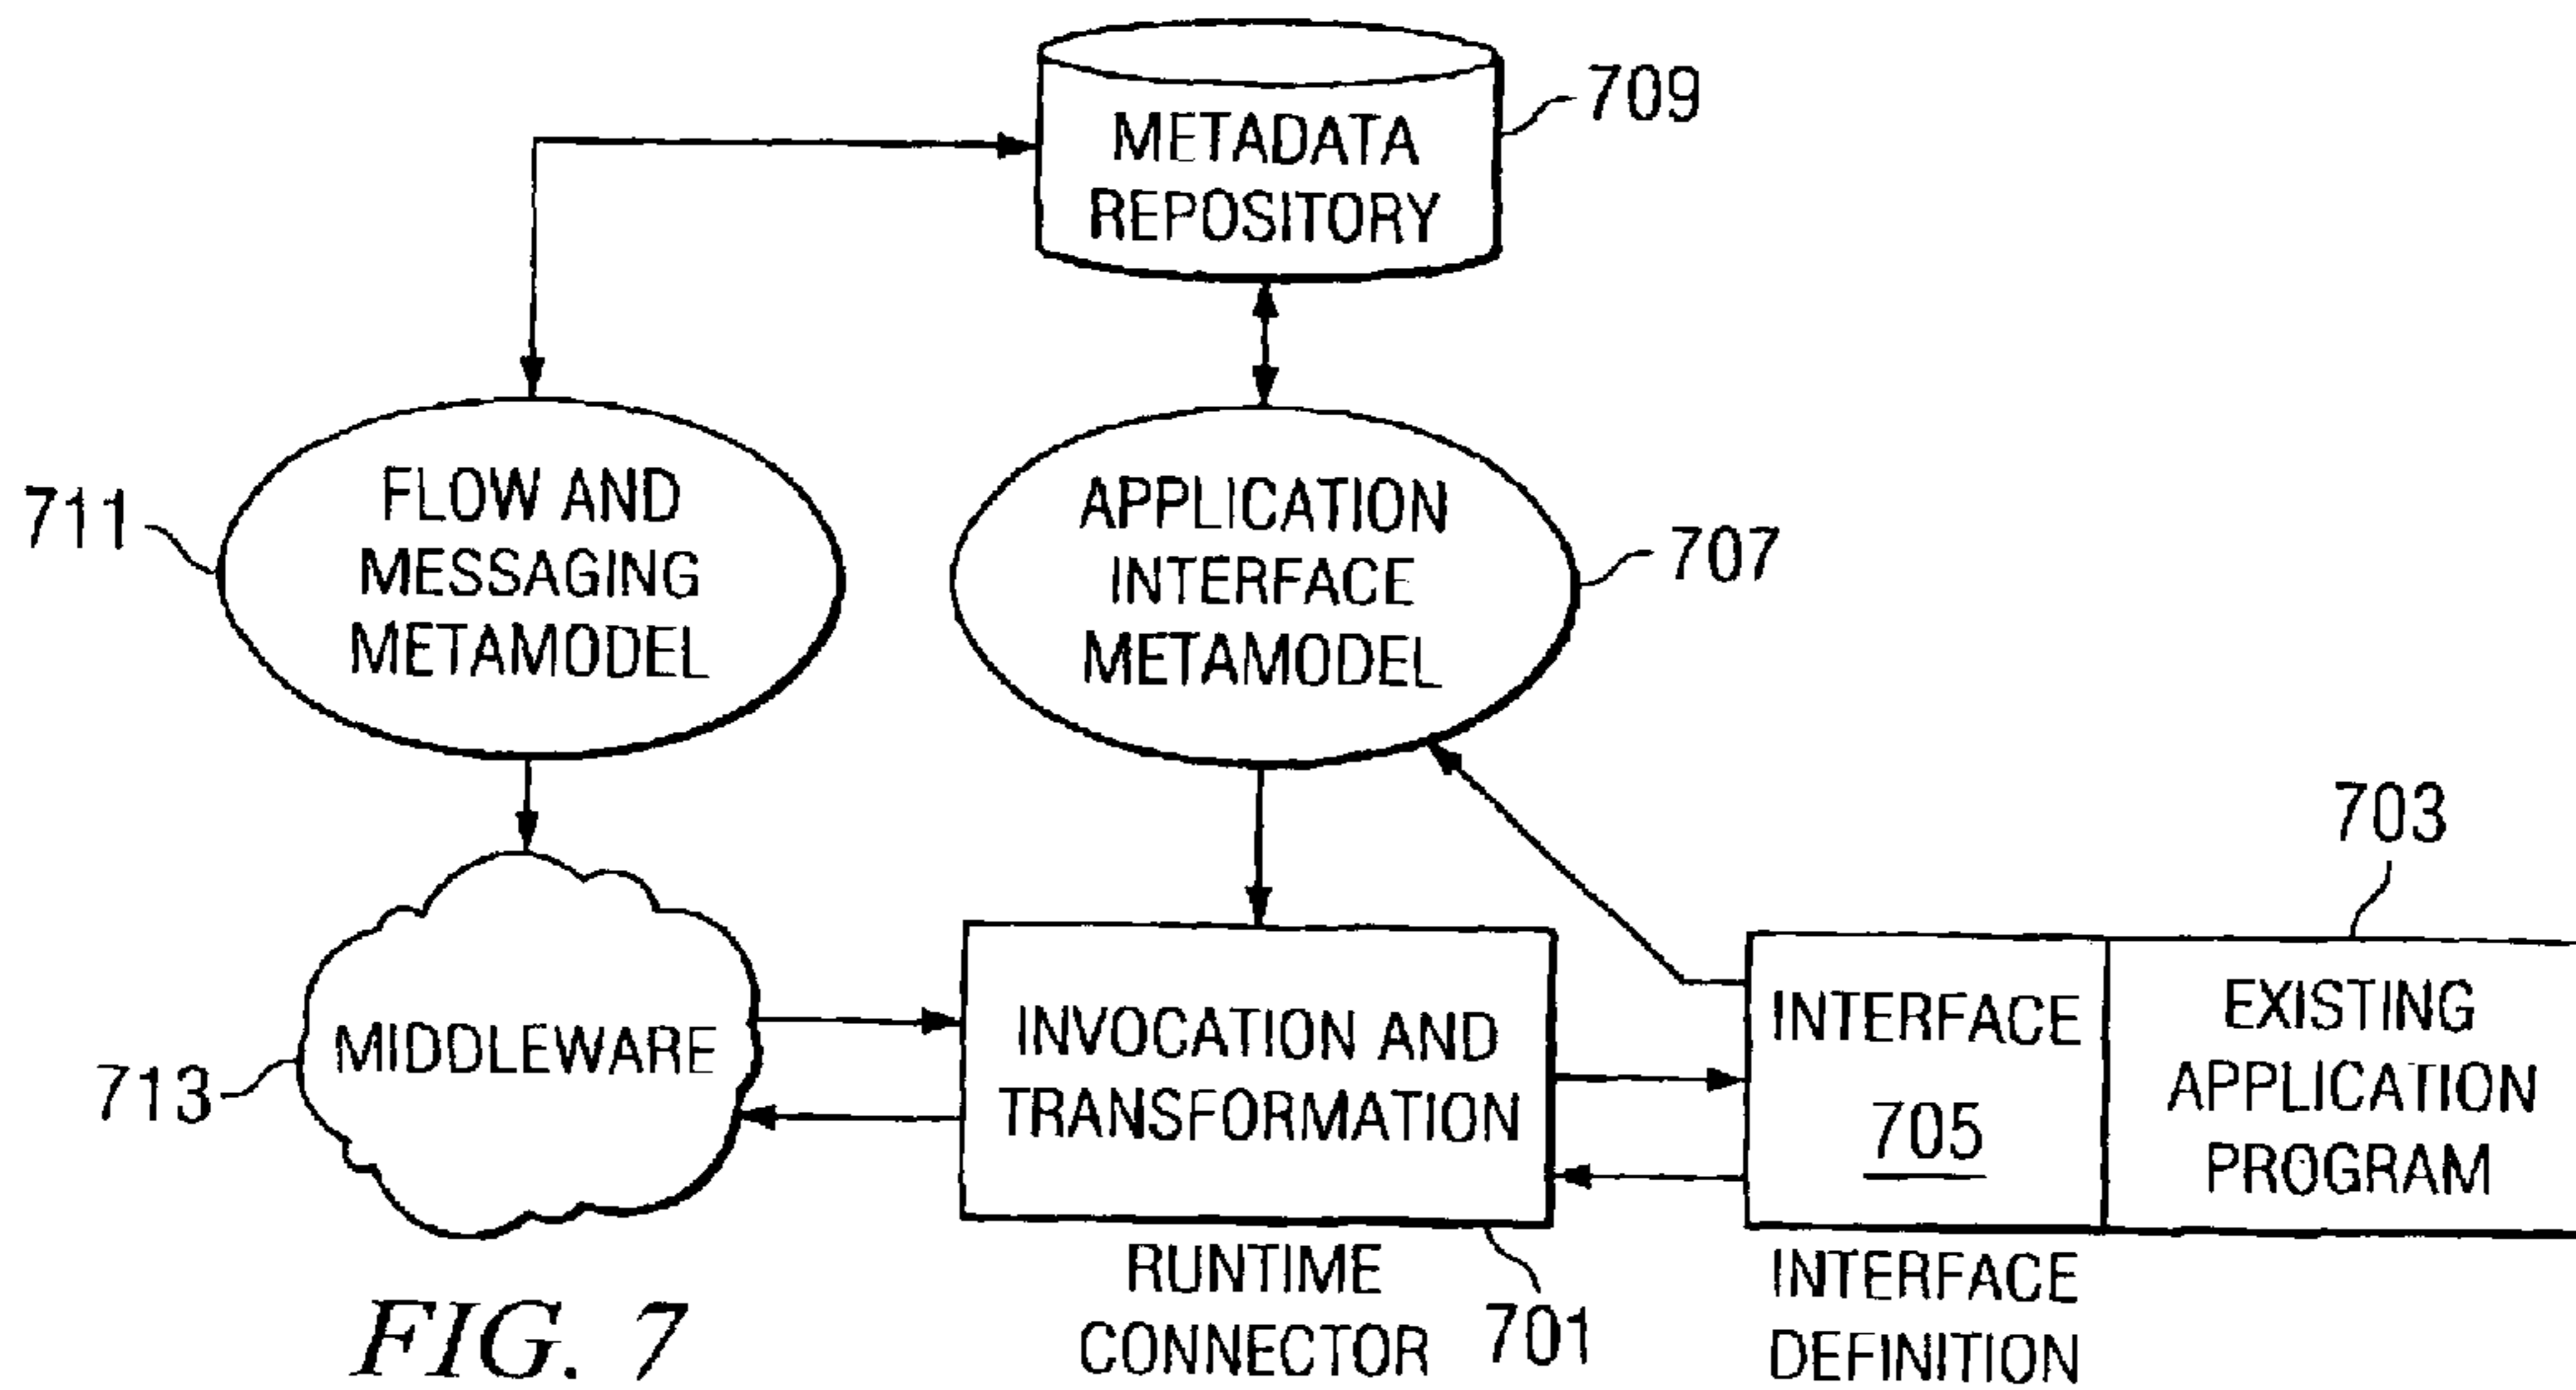 METADATA
REPOSITORY
709
FLOW AND
MESSAGING
METAMODEL
711
APPLICATION
INTERFACE
METAMODEL
707
703
MIDDLEWARE
713
INVOCATION AND
TRANSFORMATION
INTERFACE
705
EXISTING
APPLICATION
PROGRAM
RUNTIME
CONNECTOR
701
INTERFACE
DEFINITION
FIG. 7